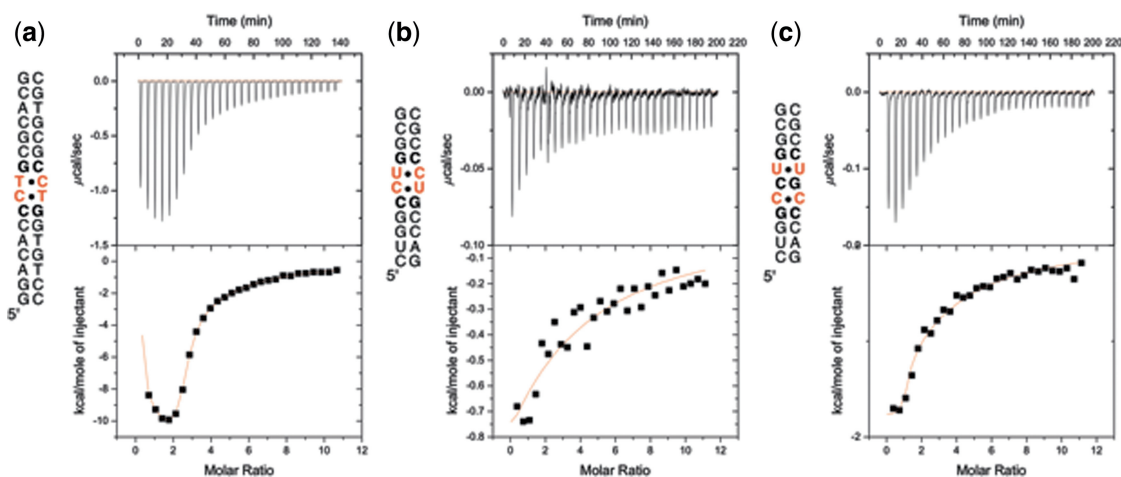 (a)
Time (min)
0 20 40 60 80 100 120 140
0.0
-0.5
-1.0
-1.5
µcal/sec
0
-2
-4
-6
-8
-10
kcal/mole of injectant
0 2 4 6 8 10 12
Molar Ratio
G C
C G
A T
C G
G C
C G
G C
T • C
C • T
C G
C G
A T
C G
A T
G C
G C
5'
(b)
Time (min)
0 20 40 60 80 100 120 140 160 180 200 220
0.00
-0.05
-0.10
µcal/sec
-0.1
-0.2
-0.3
-0.4
-0.5
-0.6
-0.7
-0.8
kcal/mole of injectant
0 2 4 6 8 10 12
Molar Ratio
G C
C G
G C
G C
U • C
C • U
C G
G C
G C
U A
C G
5'
(c)
Time (min)
0 20 40 60 80 100 120 140 160 180 200 220
0.0
-0.1
µcal/sec
-2
kcal/mole of injectant
0 2 4 6 8 10 12
Molar Ratio
G C
C G
G C
G C
U • U
C G
C • C
G C
G C
U A
C G
5'